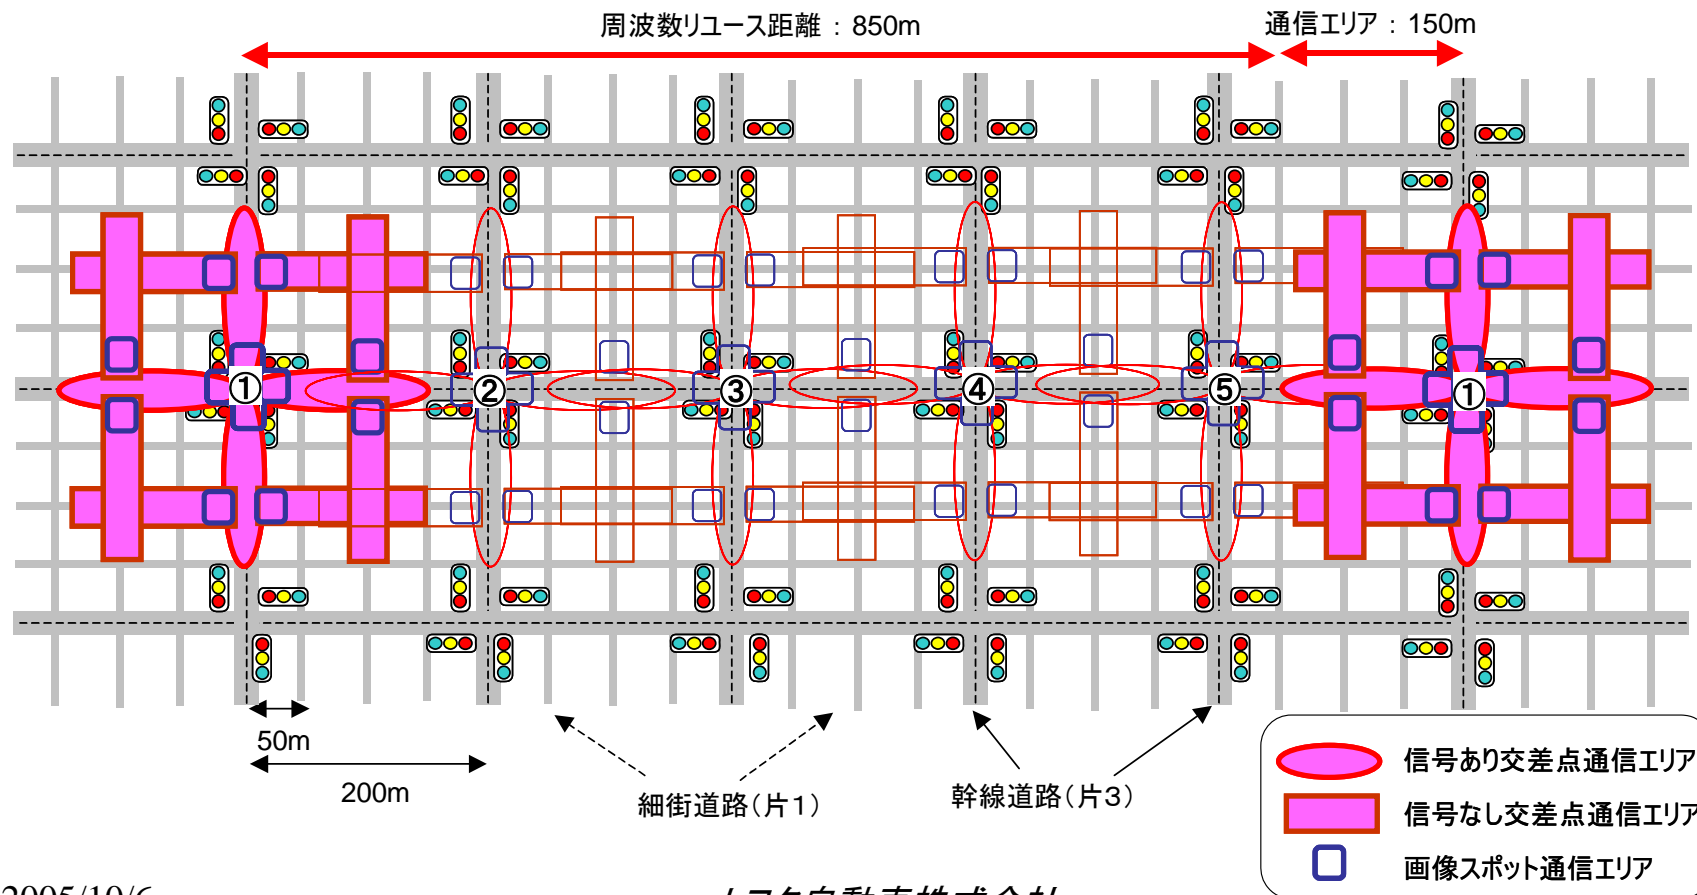 周波数リユース距離 : 850m
通信エリア : 150m
① ② ③ ④ ⑤ ①
50m
200m
細街道路(片1)
幹線道路(片3)
信号あり交差点通信エリア
信号なし交差点通信エリア
画像スポット通信エリア
2005/10/6